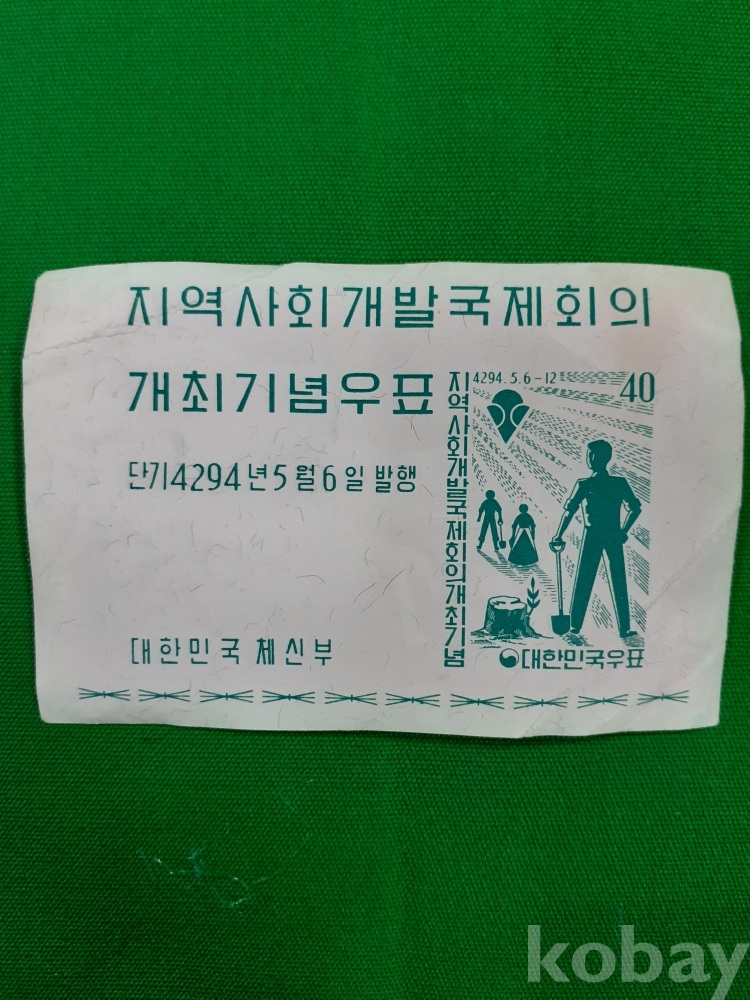 지역사회개발국제회의
개최기념우표
단기4294년5월6일 발행
대한민국 체신부
지역사회개발국제회의개최기념
4294.5.6-12
40
대한민국우표
kobay